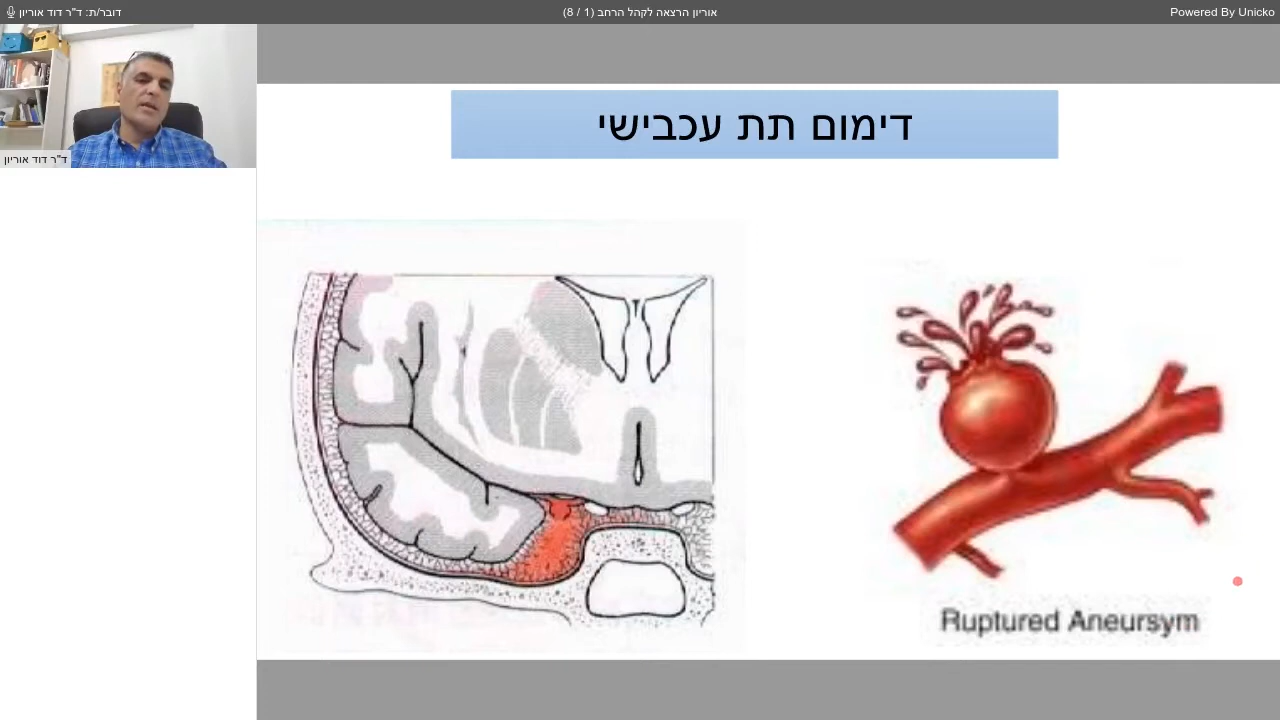 דובר/ת: ד"ר דוד אוריון
אוריון הרצאה לקהל הרחב (1 / 8)
Powered By Unicko
ד"ר דוד אוריון
דימום תת עכבישי
Ruptured Aneursym